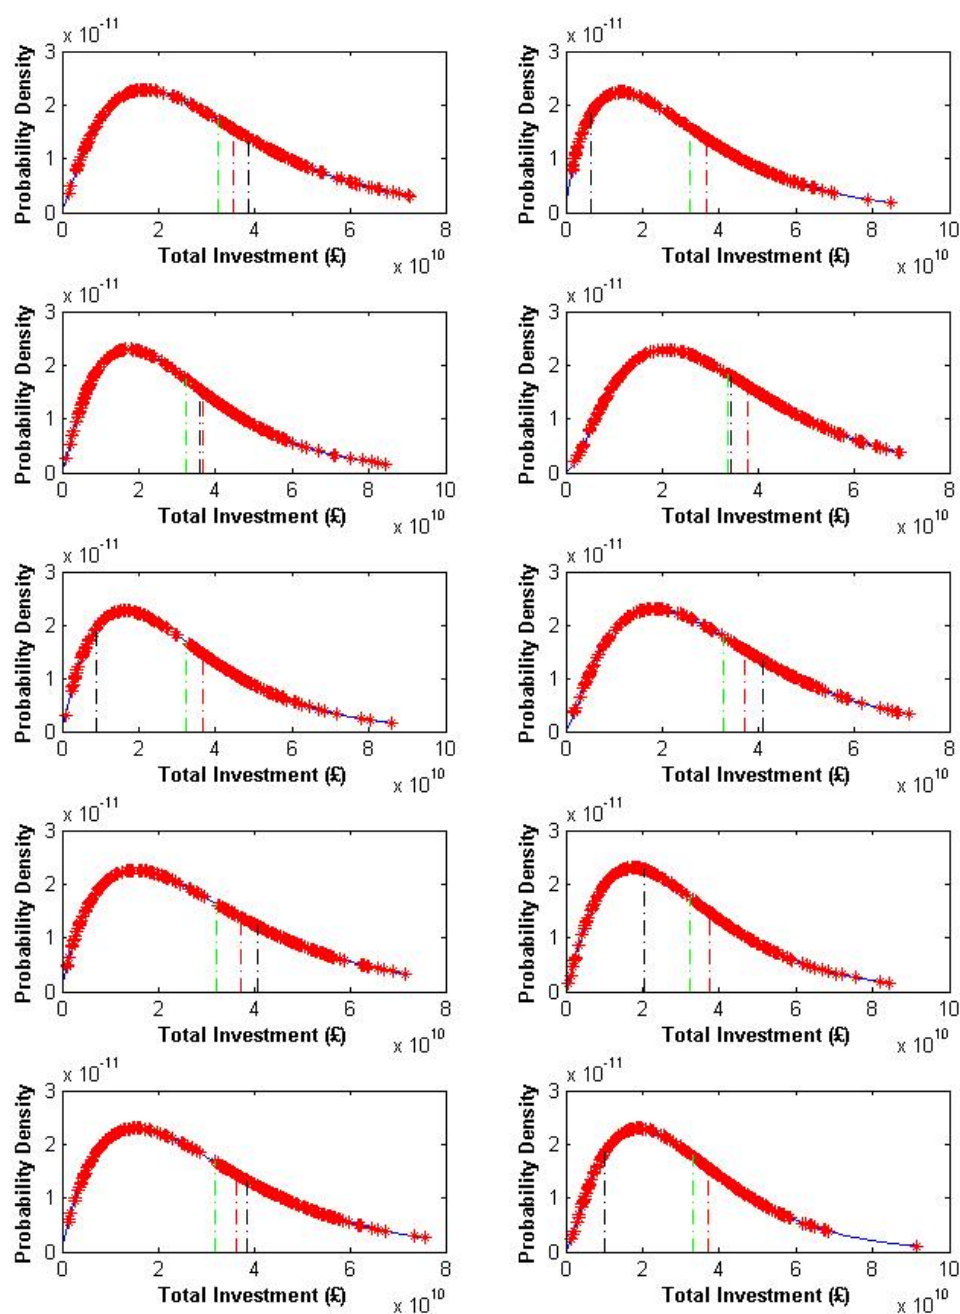 x 10-11 x 10-11
Probability Density 3 2 1 0 Probability Density 3 2 1 0
0 2 4 6 8 0 2 4 6 8 10
Total Investment (£) x 10^10 Total Investment (£) x 10^10
x 10-11 x 10-11
Probability Density 3 2 1 0 Probability Density 3 2 1 0
0 2 4 6 8 10 0 2 4 6 8
Total Investment (£) x 10^10 Total Investment (£) x 10^10
x 10-11 x 10-11
Probability Density 3 2 1 0 Probability Density 3 2 1 0
0 2 4 6 8 10 0 2 4 6 8
Total Investment (£) x 10^10 Total Investment (£) x 10^10
x 10-11 x 10-11
Probability Density 3 2 1 0 Probability Density 3 2 1 0
0 2 4 6 8 0 2 4 6 8 10
Total Investment (£) x 10^10 Total Investment (£) x 10^10
x 10-11 x 10-11
Probability Density 3 2 1 0 Probability Density 3 2 1 0
0 2 4 6 8 0 2 4 6 8 10
Total Investment (£) x 10^10 Total Investment (£) x 10^10